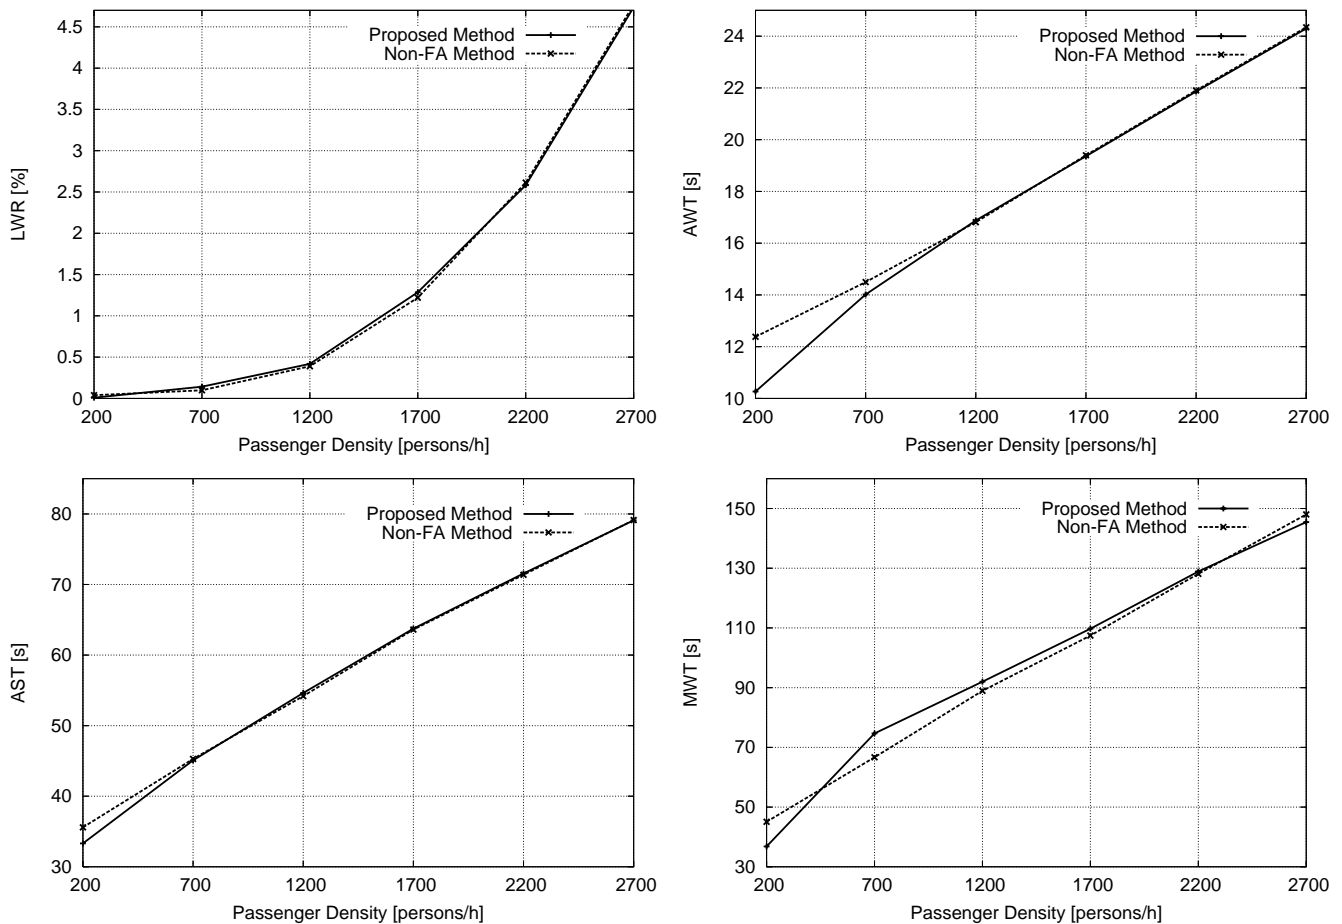 4.5
4
3.5
3
2.5
2
1.5
1
0.5
0
LWR [%]
Proposed Method
Non-FA Method
200 700 1200 1700 2200 2700
Passenger Density [persons/h]
24
22
20
18
16
14
12
10
AWT [s]
Proposed Method
Non-FA Method
200 700 1200 1700 2200 2700
Passenger Density [persons/h]
80
70
60
50
40
30
AST [s]
Proposed Method
Non-FA Method
200 700 1200 1700 2200 2700
Passenger Density [persons/h]
150
130
110
90
70
50
30
MWT [s]
Proposed Method
Non-FA Method
200 700 1200 1700 2200 2700
Passenger Density [persons/h]